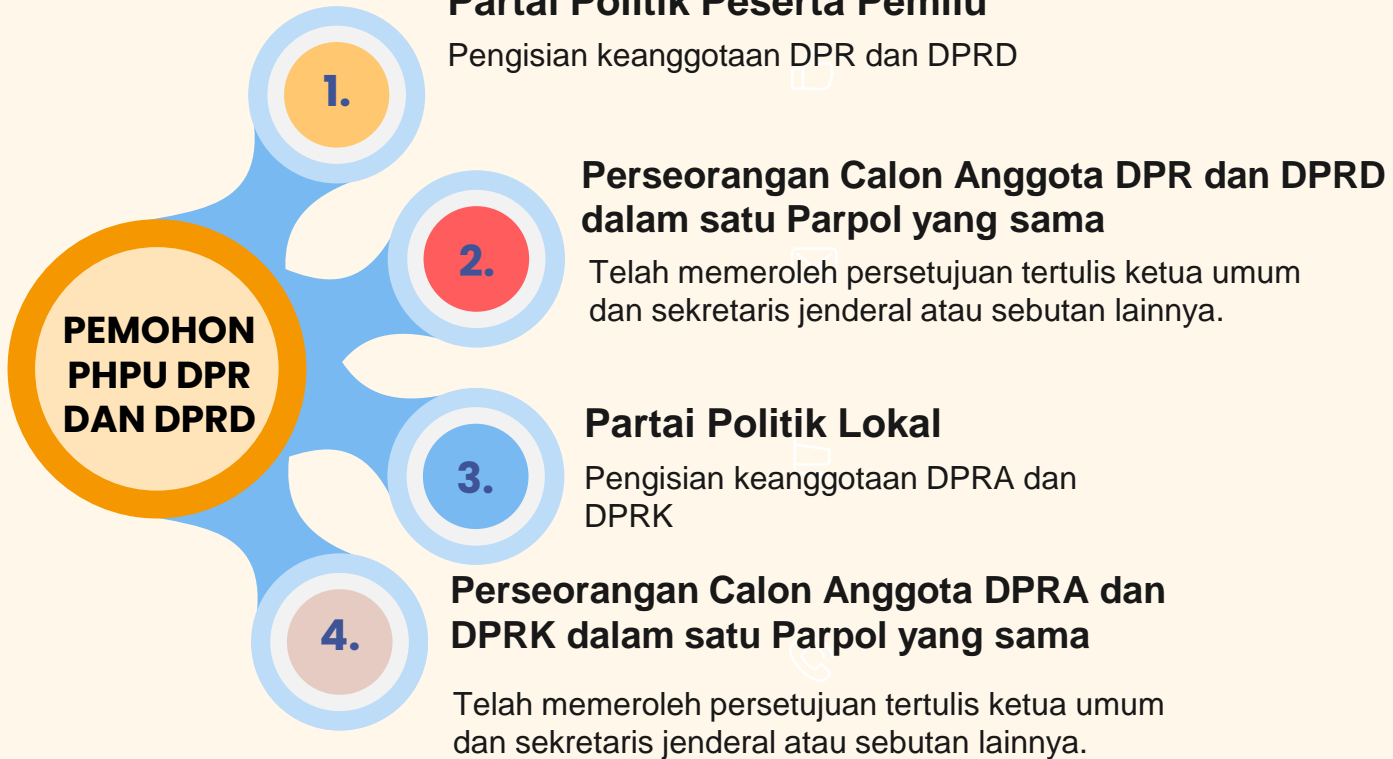 Partai Politik Peserta Pemilu
Pengisian keanggotaan DPR dan DPRD
1.
Perseorangan Calon Anggota DPR dan DPRD
dalam satu Parpol yang sama
2.
Telah memeroleh persetujuan tertulis ketua umum
dan sekretaris jenderal atau sebutan lainnya.
PEMOHON
PHPU DPR
DAN DPRD
Partai Politik Lokal
3.
Pengisian keanggotaan DPRA dan
DPRK
Perseorangan Calon Anggota DPRA dan
DPRK dalam satu Parpol yang sama
4.
Telah memeroleh persetujuan tertulis ketua umum
dan sekretaris jenderal atau sebutan lainnya.